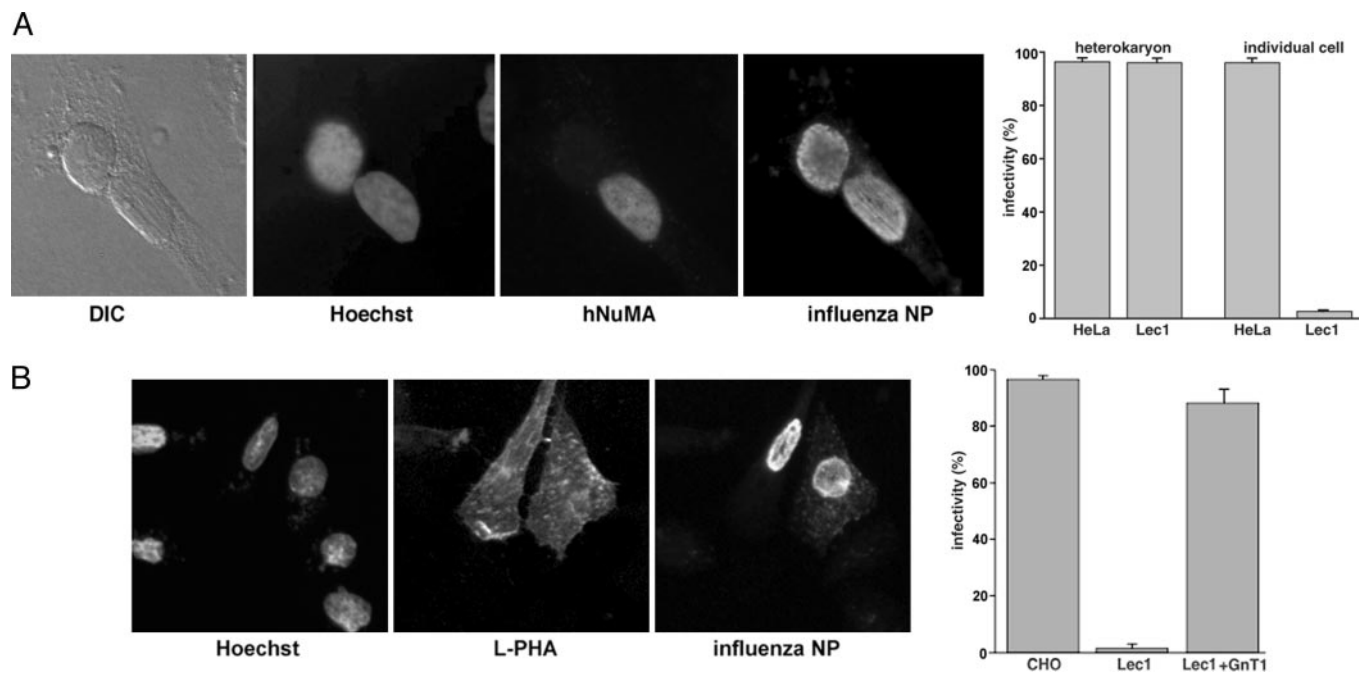 A
DIC
Hoechst
hNuMA
influenza NP
infectivity (%)
100
80
60
40
20
0
heterokaryon
individual cell
HeLa
Lec1
HeLa
Lec1
B
Hoechst
L-PHA
influenza NP
infectivity (%)
100
80
60
40
20
0
CHO
Lec1
Lec1+GnT1